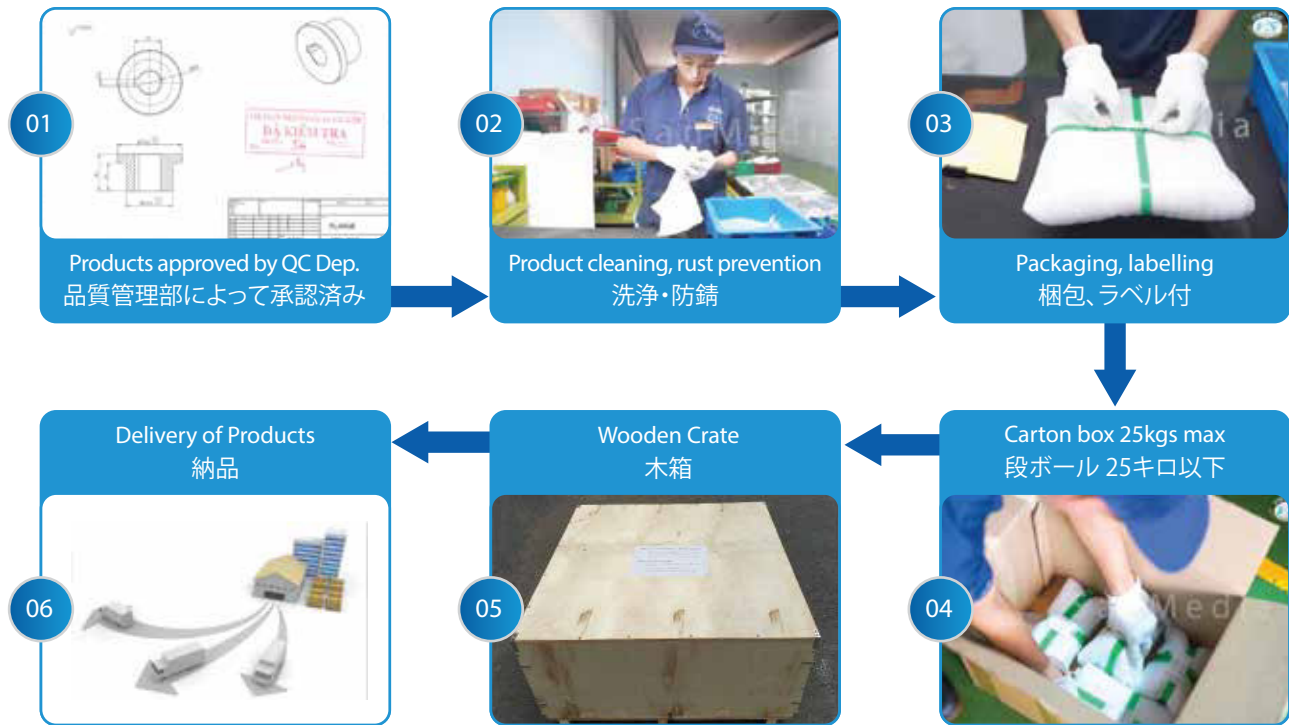 01
ĐÃ KIỂM TRA
FLANGE
Products approved by QC Dep.
品質管理部によって承認済み
02
Product cleaning, rust prevention
洗浄・防錆
03
Packaging, labelling
梱包、ラベル付
Carton box 25kgs max
段ボール 25キロ以下
04
Wooden Crate
木箱
05
Delivery of Products
納品
06